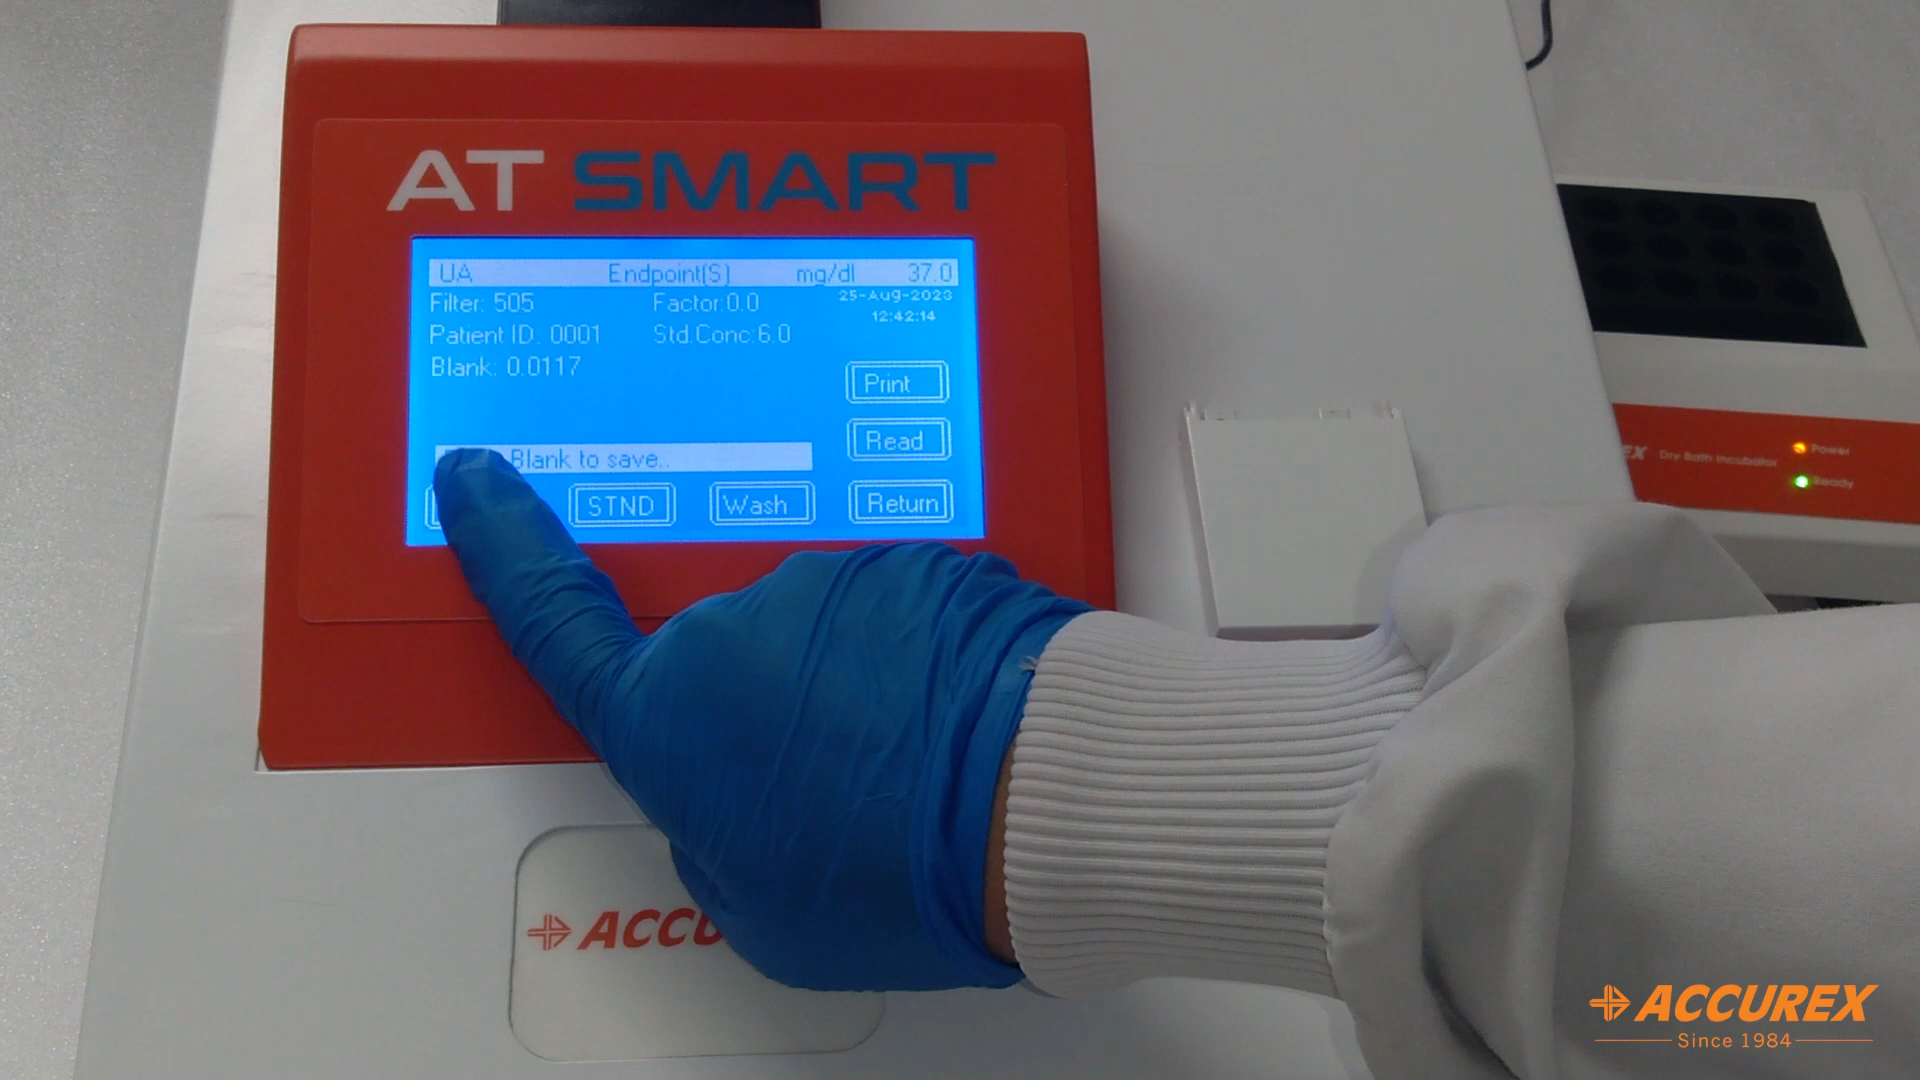 AT SMART
UA Endpoint(S) mg/dl 37.0
Filter: 505 Factor:0.0 25-Aug-2023
Patient ID: 0001 Std.Conc:6.0 12:42:14
Blank: 0.0117
Print
Read
Blank to save..
STND Wash Return
EX Dry Bath Incubator
Power
Ready
ACCU
ACCUREX
Since 1984